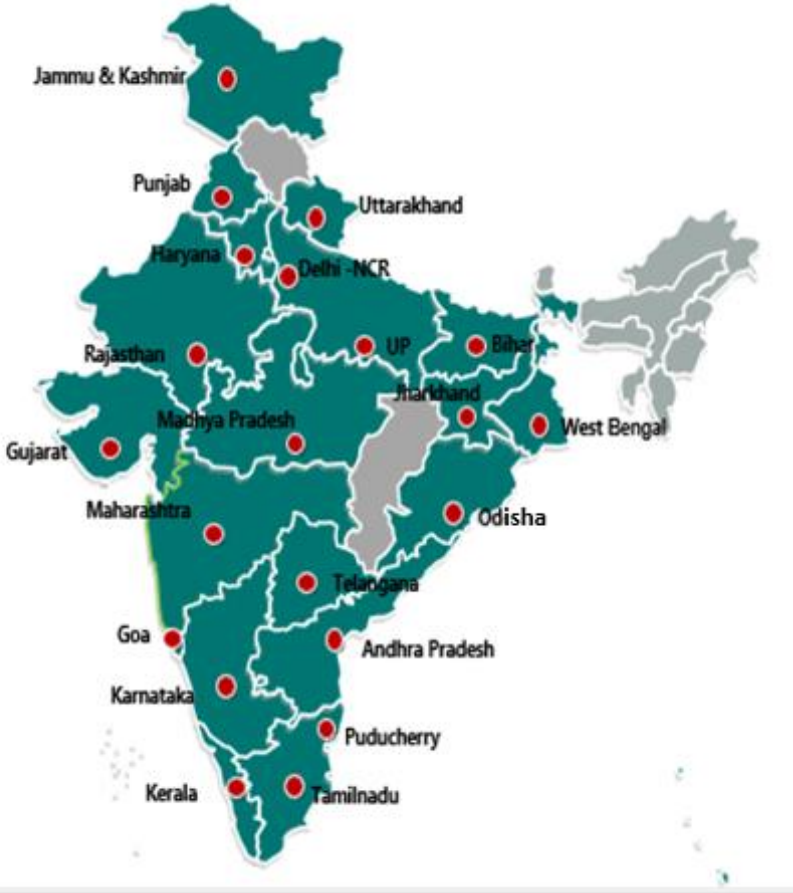 Jammu & Kashmir
Punjab
Uttarakhand
Haryana
Delhi -NCR
Rajasthan
UP
Bihar
Jharkhand
Madhya Pradesh
West Bengal
Gujarat
Maharashtra
Odisha
Telangana
Goa
Andhra Pradesh
Karnataka
Puducherry
Kerala
Tamilnadu